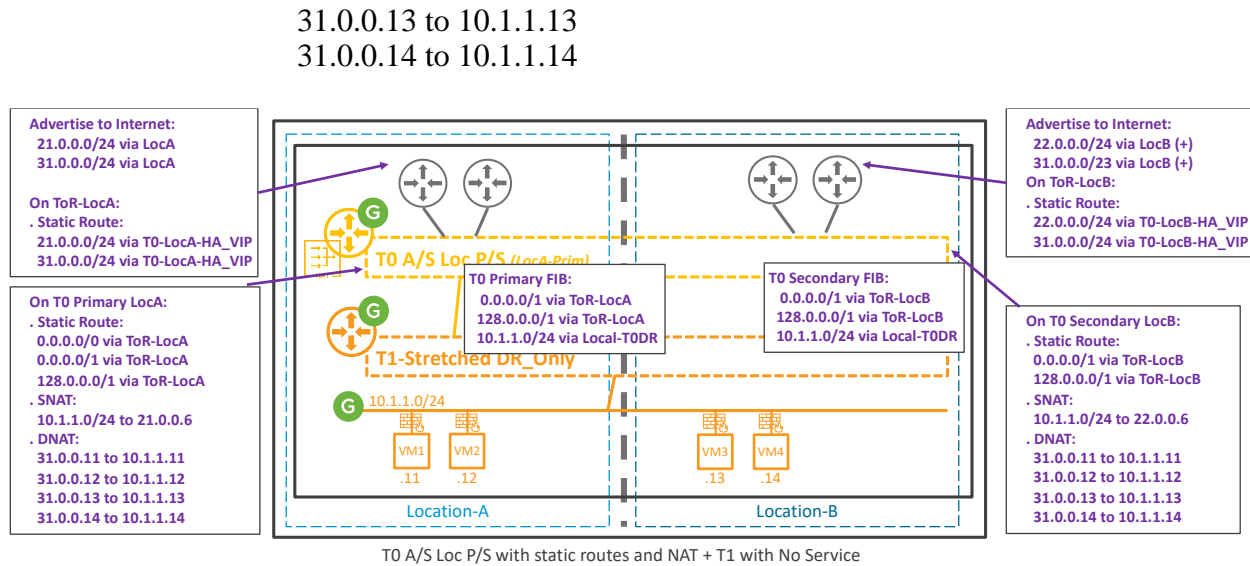 31.0.0.13 to 10.1.1.13
31.0.0.14 to 10.1.1.14
Advertise to Internet:
21.0.0.0/24 via LocA
31.0.0.0/24 via LocA
On ToR-LocA:
. Static Route:
21.0.0.0/24 via T0-LocA-HA_VIP
31.0.0.0/24 via T0-LocA-HA_VIP
On T0 Primary LocA:
. Static Route:
0.0.0.0/0 via ToR-LocA
0.0.0.0/1 via ToR-LocA
128.0.0.0/1 via ToR-LocA
. SNAT:
10.1.1.0/24 to 21.0.0.6
. DNAT:
31.0.0.11 to 10.1.1.11
31.0.0.12 to 10.1.1.12
31.0.0.13 to 10.1.1.13
31.0.0.14 to 10.1.1.14
G
T0 A/S Loc P/S (LocA-Prim)
T0 Primary FIB:
0.0.0.0/1 via ToR-LocA
128.0.0.0/1 via ToR-LocA
10.1.1.0/24 via Local-T0DR
T0 Secondary FIB:
0.0.0.0/1 via ToR-LocB
128.0.0.0/1 via ToR-LocB
10.1.1.0/24 via Local-T0DR
G
T1-Stretched DR_Only
G
10.1.1.0/24
VM1
VM2
VM3
VM4
.11
.12
.13
.14
Location-A
Location-B
Advertise to Internet:
22.0.0.0/24 via LocB (+)
31.0.0.0/23 via LocB (+)
On ToR-LocB:
. Static Route:
22.0.0.0/24 via T0-LocB-HA_VIP
31.0.0.0/24 via T0-LocB-HA_VIP
On T0 Secondary LocB:
. Static Route:
0.0.0.0/1 via ToR-LocB
128.0.0.0/1 via ToR-LocB
. SNAT:
10.1.1.0/24 to 22.0.0.6
. DNAT:
31.0.0.11 to 10.1.1.11
31.0.0.12 to 10.1.1.12
31.0.0.13 to 10.1.1.13
31.0.0.14 to 10.1.1.14
T0 A/S Loc P/S with static routes and NAT + T1 with No Service